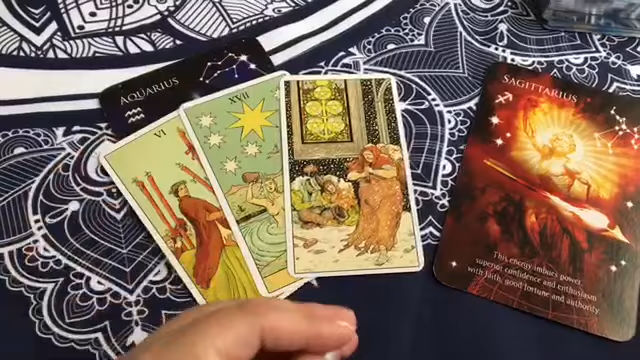 AQUARIUS
VI
XVII
SAGITTARIUS
This energy imbues power,
superior confidence and enthusiasm
with faith, good fortune and authority.